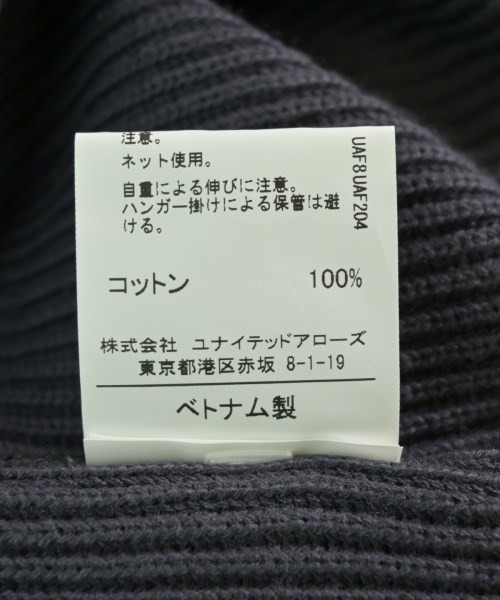 注意。
ネット使用。
自重による伸びに注意。
ハンガー掛けによる保管は避
ける。
コットン 100%
株式会社 ユナイテッドアローズ
東京都港区赤坂 8-1-19
ベトナム製
UAF8UAF204